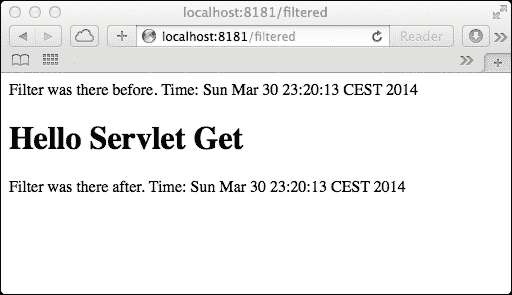 localhost:8181/filtered
localhost:8181/filtered
Reader
Filter was there before. Time: Sun Mar 30 23:20:13 CEST 2014
Hello Servlet Get
Filter was there after. Time: Sun Mar 30 23:20:13 CEST 2014